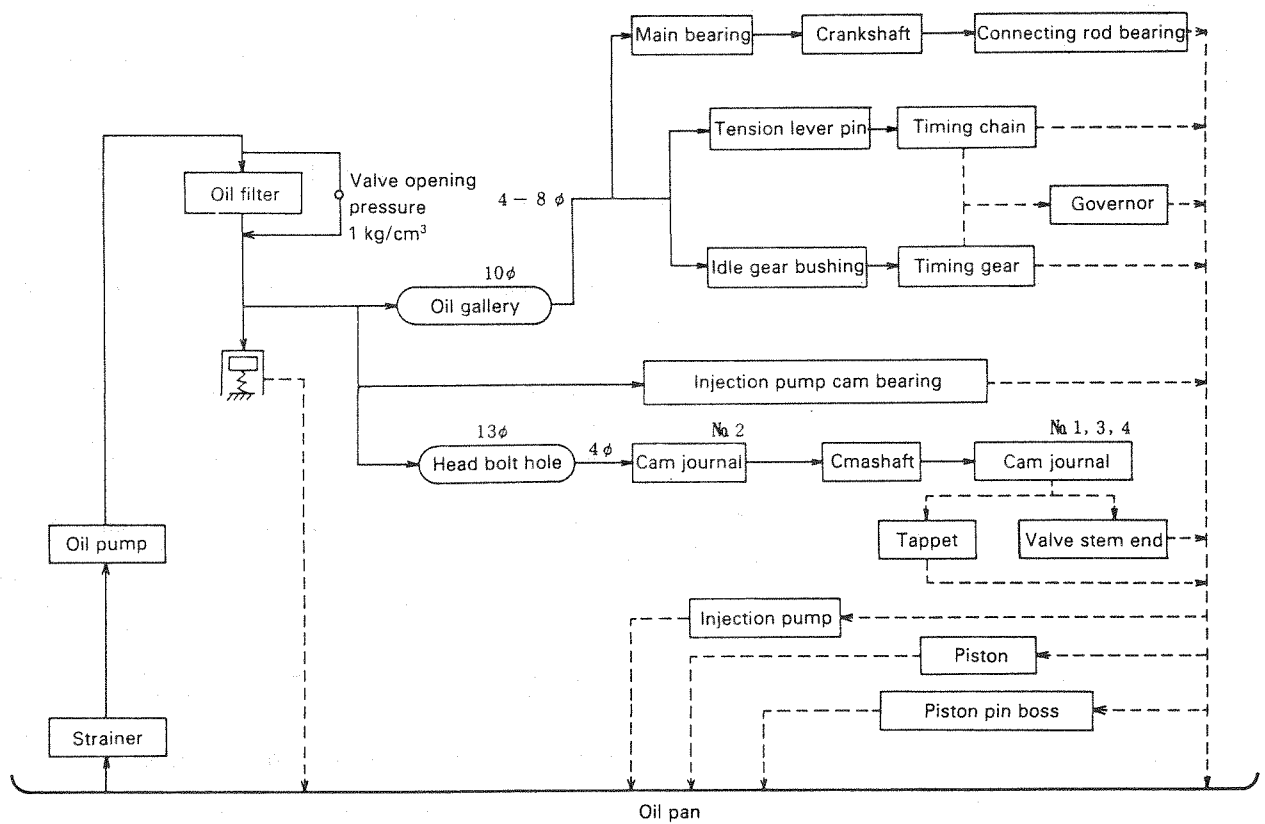 Main bearing
Crankshaft
Connecting rod bearing
Tension lever pin
Timing chain
Oil filter
Valve opening
pressure
1 kg/cm³
4 – 8 ϕ
Governor
Idle gear bushing
Timing gear
10ϕ
Oil gallery
Injection pump cam bearing
13ϕ
Head bolt hole
4ϕ
№ 2
Cam journal
Cmashaft
№ 1, 3, 4
Cam journal
Oil pump
Tappet
Valve stem end
Injection pump
Piston
Piston pin boss
Strainer
Oil pan